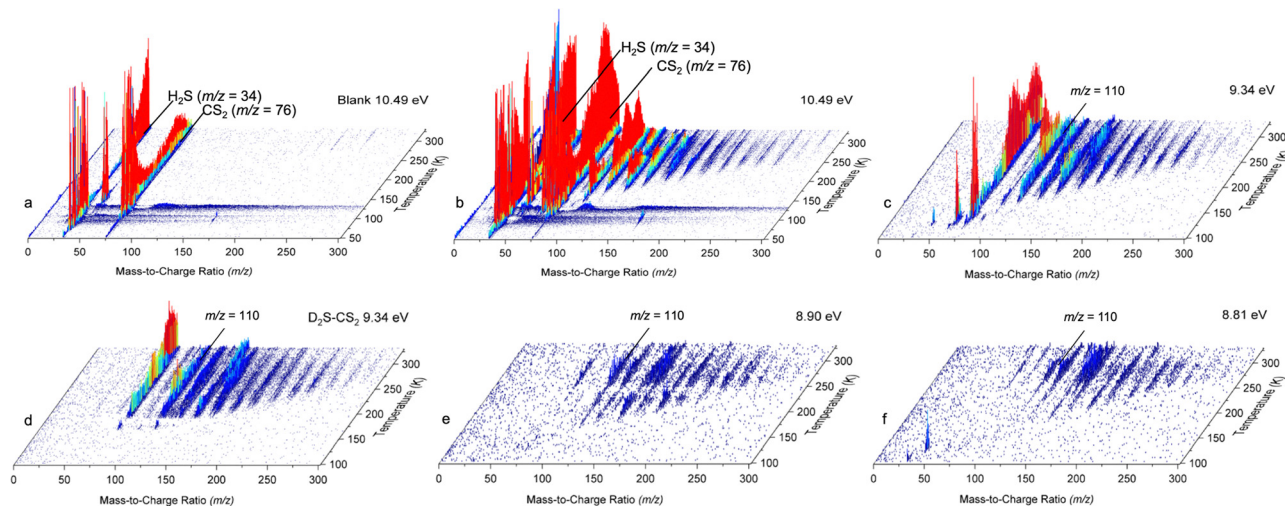 H₂S (m/z = 34)
CS₂ (m/z = 76)
Blank 10.49 eV
a
300
250
200
150
100
50
Temperature (K)
0 50 100 150 200 250 300
Mass-to-Charge Ratio (m/z)
H₂S (m/z = 34)
CS₂ (m/z = 76)
10.49 eV
b
300
250
200
150
100
50
Temperature (K)
0 50 100 150 200 250 300
Mass-to-Charge Ratio (m/z)
m/z = 110
9.34 eV
c
300
250
200
150
100
Temperature (K)
0 50 100 150 200 250 300
Mass-to-Charge Ratio (m/z)
m/z = 110
D₂S-CS₂ 9.34 eV
d
300
250
200
150
100
Temperature (K)
0 50 100 150 200 250 300
Mass-to-Charge Ratio (m/z)
m/z = 110
8.90 eV
e
300
250
200
150
100
Temperature (K)
0 50 100 150 200 250 300
Mass-to-Charge Ratio (m/z)
m/z = 110
8.81 eV
f
300
250
200
150
100
Temperature (K)
0 50 100 150 200 250 300
Mass-to-Charge Ratio (m/z)